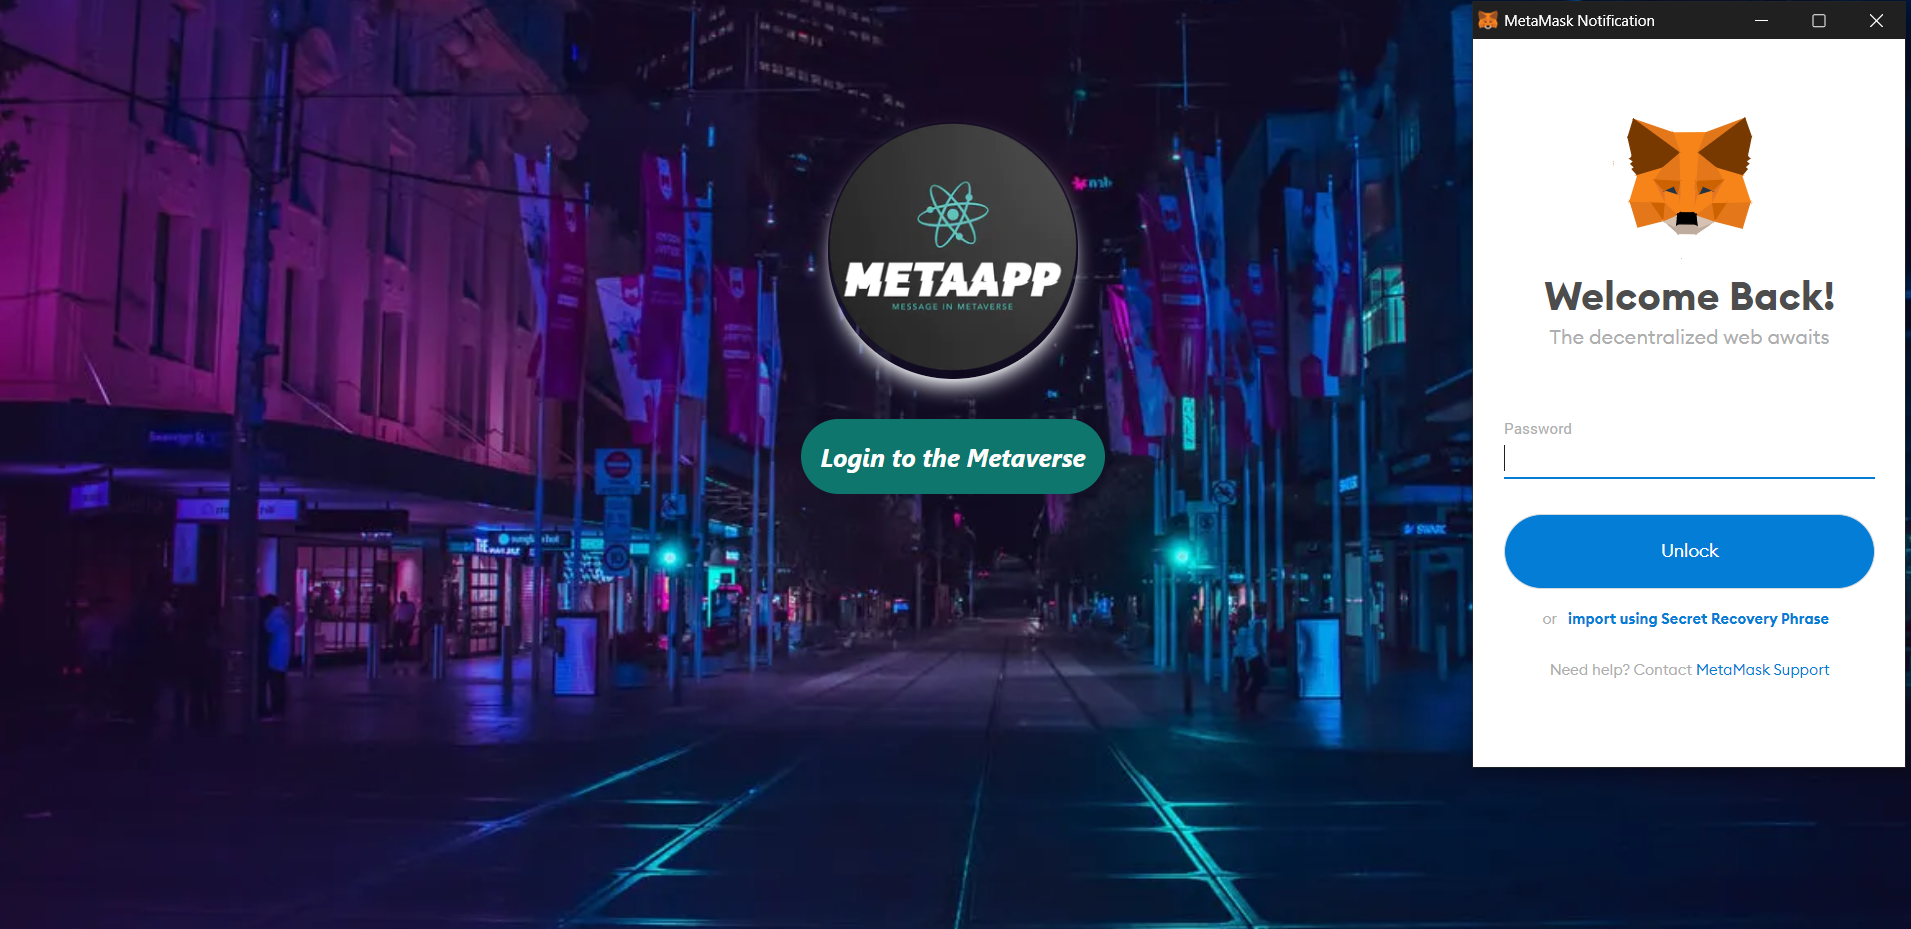 METAAPP
MESSAGE IN METAVERSE
Login to the Metaverse
MetaMask Notification
Welcome Back!
The decentralized web awaits
Password
Unlock
or import using Secret Recovery Phrase
Need help? Contact MetaMask Support